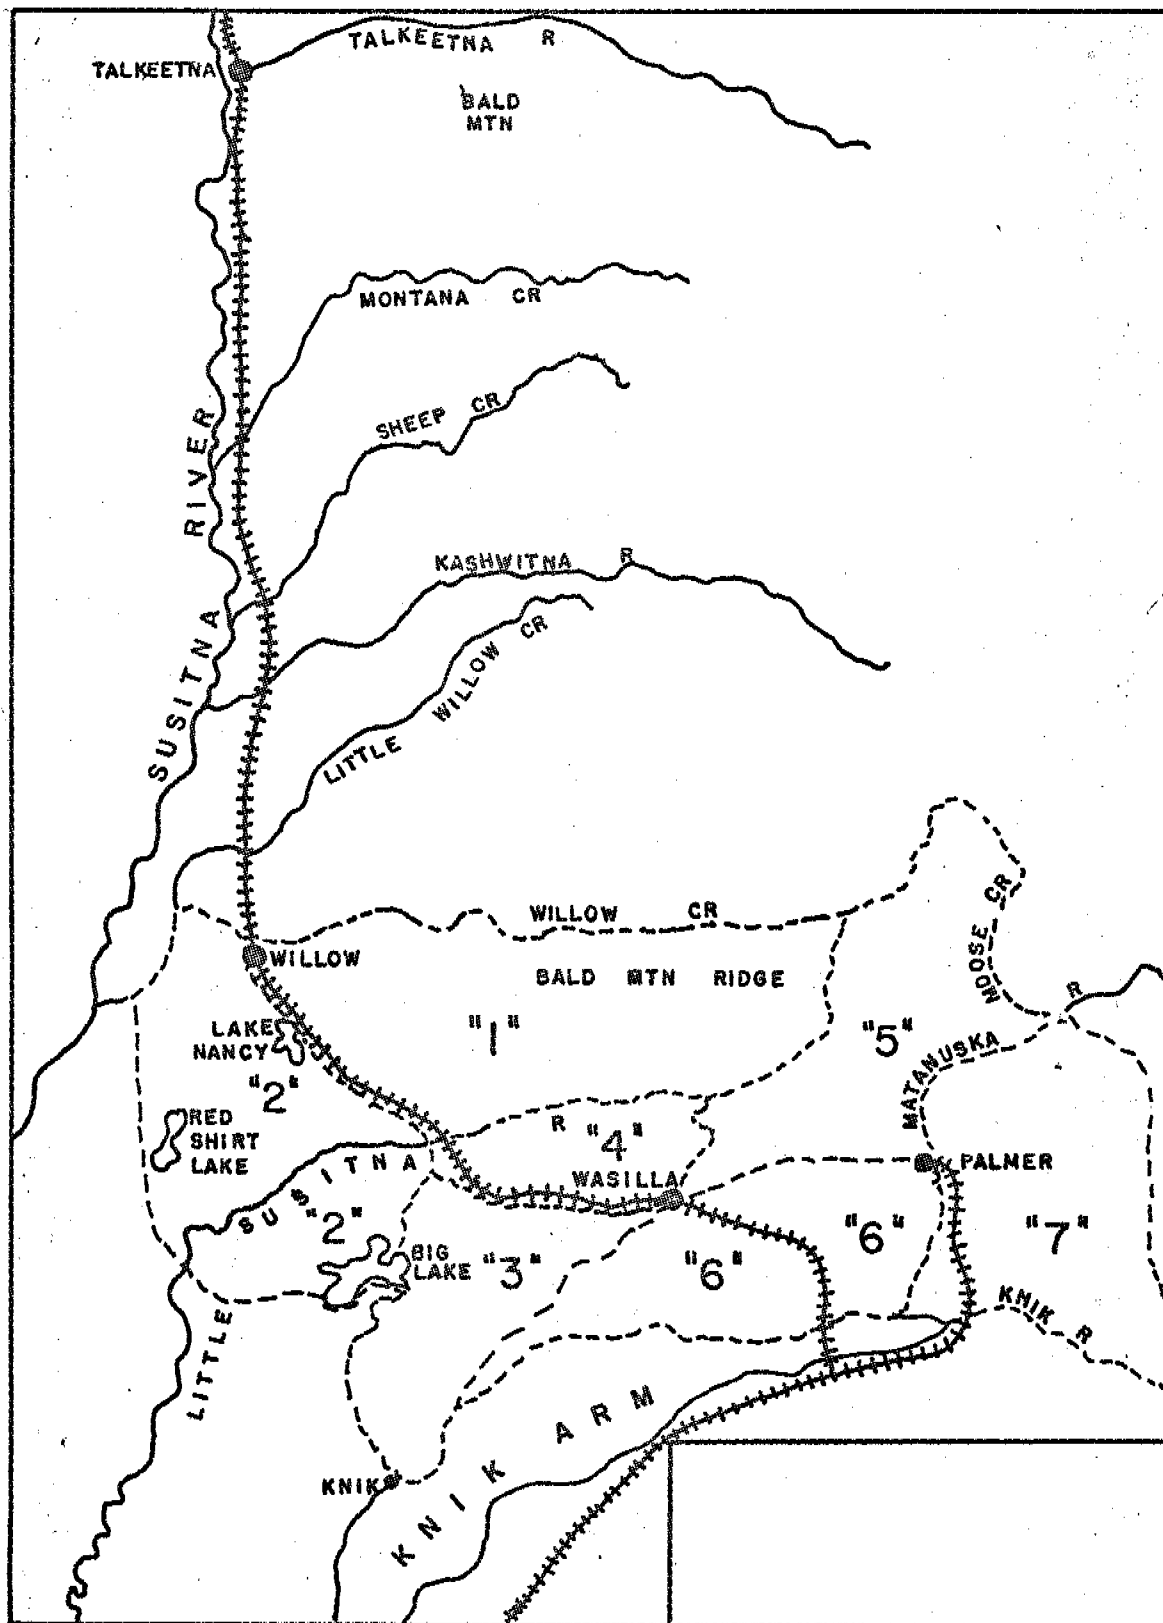 TALKEETNA R
TALKEETNA
BALD
MTN
MONTANA CR
SHEEP CR
SUSITNA RIVER
KASHWITNA R
LITTLE WILLOW CR
WILLOW CR
MOOSE CR
WILLOW
BALD MTN RIDGE
"1"
"5"
MATANUSKA R
LAKE
NANCY
"2"
RED
SHIRT
LAKE
"4"
LITTLE SUSITNA R
WASILLA
PALMER
"2"
BIG
LAKE
"3"
"6"
"6"
"7"
KNIK R
KNIK ARM
KNIK